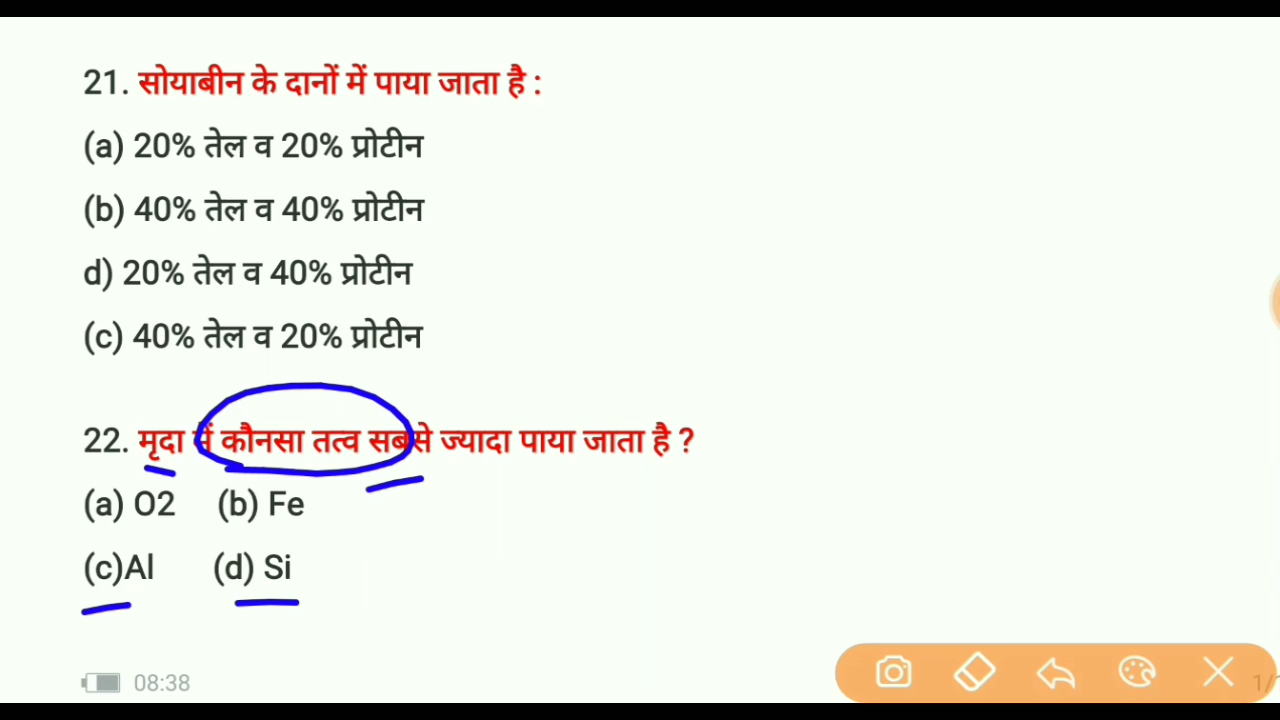 21. सोयाबीन के दानों में पाया जाता है :
(a) 20% तेल व 20% प्रोटीन
(b) 40% तेल व 40% प्रोटीन
d) 20% तेल व 40% प्रोटीन
(c) 40% तेल व 20% प्रोटीन
22. मृदा में कौनसा तत्व सबसे ज्यादा पाया जाता है ?
(a) O2 (b) Fe
(c)Al (d) Si
08:38